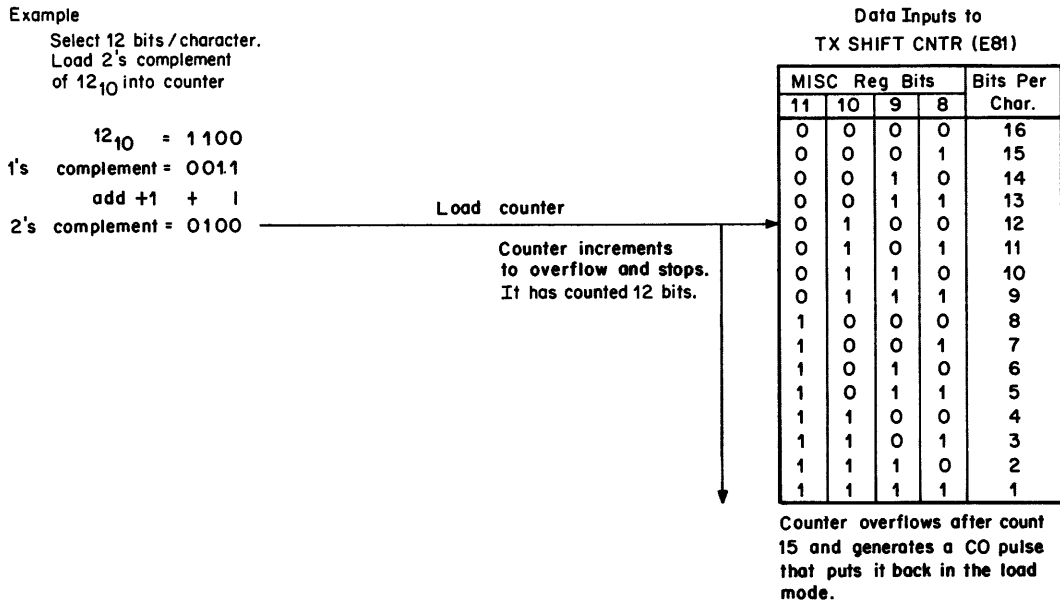 Example
Select 12 bits/character.
Load 2's complement
of 12₁₀ into counter
12₁₀ = 1100
1's complement = 001.1
add +1 + 1
2's complement = 0100
Load counter
Counter increments
to overflow and stops.
It has counted 12 bits.
Data Inputs to
TX SHIFT CNTR (E81)
MISC Reg Bits Bits Per
11 10 9 8 Char.
0 0 0 0 16
0 0 0 1 15
0 0 1 0 14
0 0 1 1 13
0 1 0 0 12
0 1 0 1 11
0 1 1 0 10
0 1 1 1 9
1 0 0 0 8
1 0 0 1 7
1 0 1 0 6
1 0 1 1 5
1 1 0 0 4
1 1 0 1 3
1 1 1 0 2
1 1 1 1 1
Counter overflows after count
15 and generates a CO pulse
that puts it back in the load
mode.